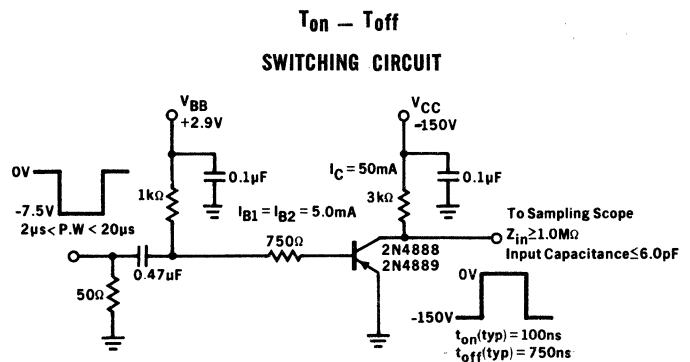 Ton — Toff
SWITCHING CIRCUIT
VBB
+2.9V
VCC
-150V
0V
-7.5V
2µs< P.W < 20µs
0.1µF
1kΩ
IB1 = IB2 = 5.0mA
IC = 50mA
3kΩ
0.1µF
750Ω
0.47µF
50Ω
2N4888
2N4889
To Sampling Scope
Zin≥1.0MΩ
Input Capacitance≤6.0pF
0V
-150V
ton(typ) = 100ns
toff(typ) = 750ns